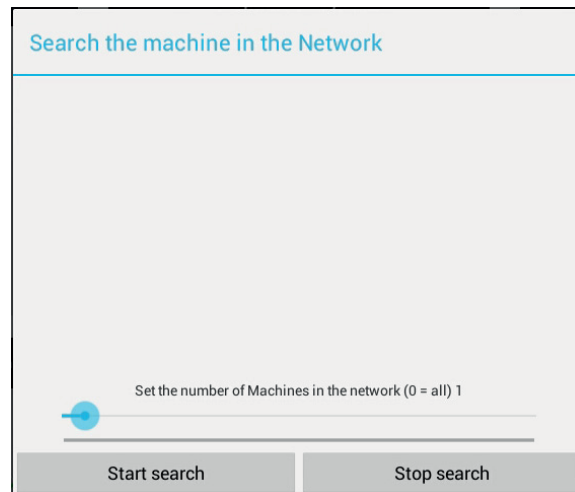 Search the machine in the Network
Set the number of Machines in the network (0 = all) 1
Start search
Stop search